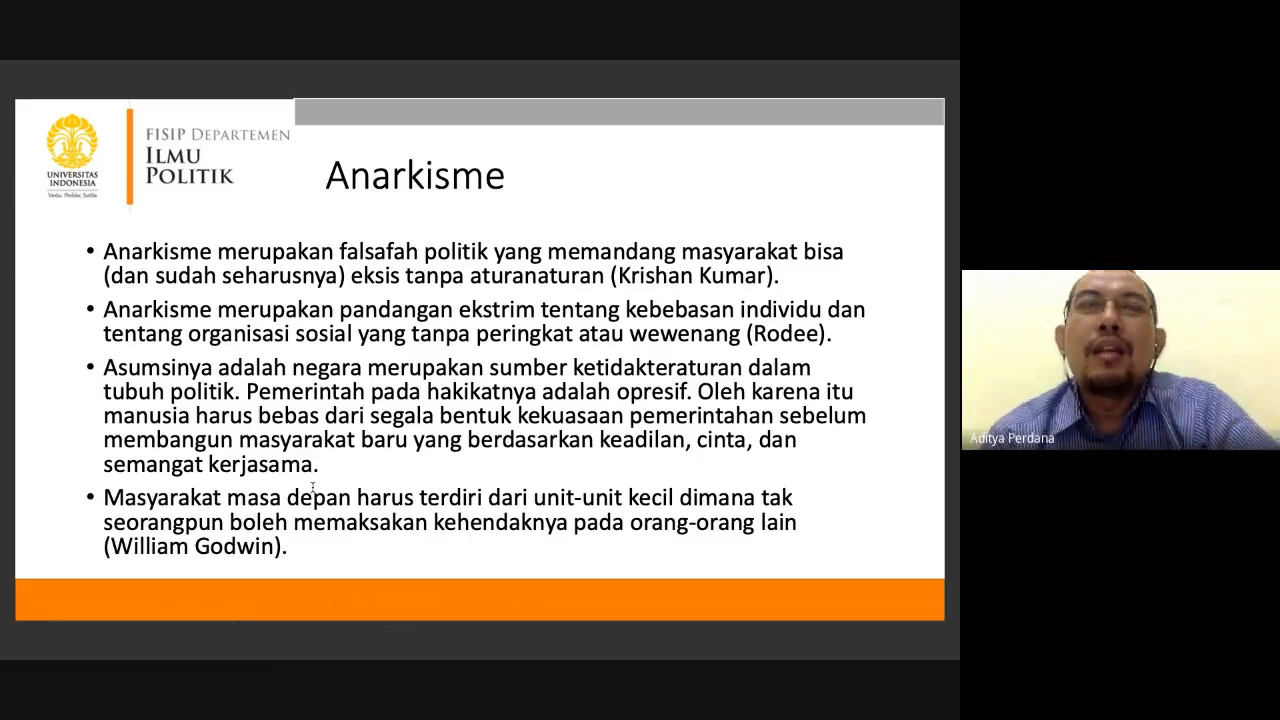 UNIVERSITAS
INDONESIA
Veritas, Probitas, Iustitia
FISIP DEPARTEMEN
ILMU
POLITIK
Anarkisme
• Anarkisme merupakan falsafah politik yang memandang masyarakat bisa
(dan sudah seharusnya) eksis tanpa aturanaturan (Krishan Kumar).
• Anarkisme merupakan pandangan ekstrim tentang kebebasan individu dan
tentang organisasi sosial yang tanpa peringkat atau wewenang (Rodee).
• Asumsinya adalah negara merupakan sumber ketidakteraturan dalam
tubuh politik. Pemerintah pada hakikatnya adalah opresif. Oleh karena itu
manusia harus bebas dari segala bentuk kekuasaan pemerintahan sebelum
membangun masyarakat baru yang berdasarkan keadilan, cinta, dan
semangat kerjasama.
• Masyarakat masa depan harus terdiri dari unit-unit kecil dimana tak
seorangpun boleh memaksakan kehendaknya pada orang-orang lain
(William Godwin).
Aditya Perdana